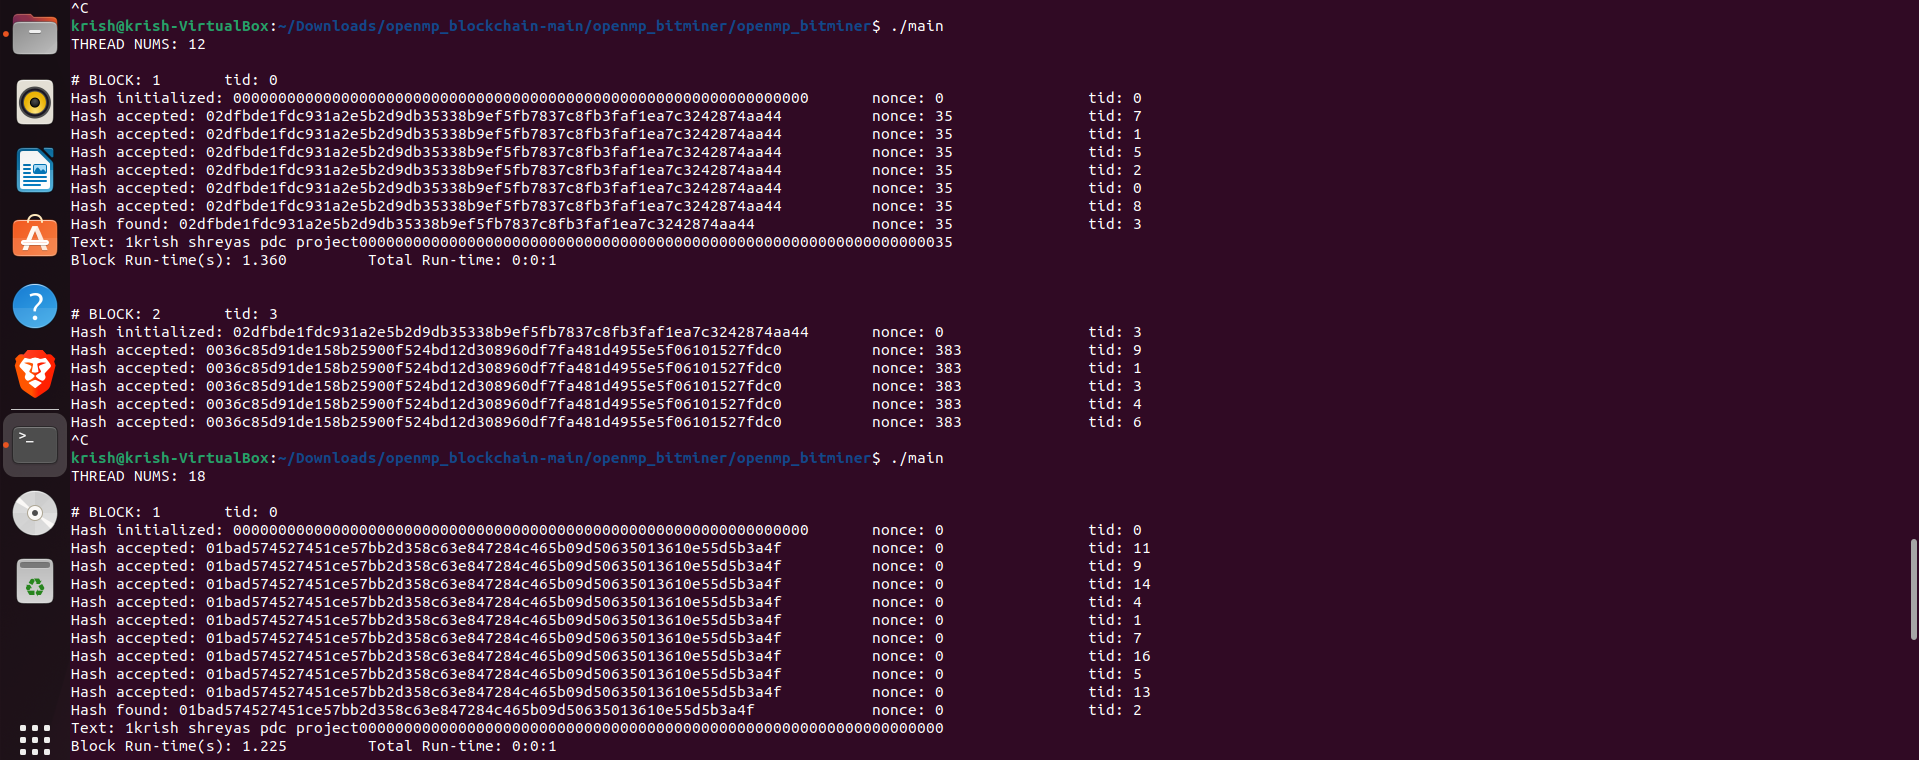 ^C
krish@krish-VirtualBox:~/Downloads/openmp_blockchain-main/openmp_bitminer/openmp_bitminer$ ./main
THREAD NUMS: 12
# BLOCK: 1 tid: 0
Hash initialized: 0000000000000000000000000000000000000000000000000000000000000000 nonce: 0 tid: 0
Hash accepted: 02dfbde1fdc931a2e5b2d9db35338b9ef5fb7837c8fb3faf1ea7c3242874aa44 nonce: 35 tid: 7
Hash accepted: 02dfbde1fdc931a2e5b2d9db35338b9ef5fb7837c8fb3faf1ea7c3242874aa44 nonce: 35 tid: 1
Hash accepted: 02dfbde1fdc931a2e5b2d9db35338b9ef5fb7837c8fb3faf1ea7c3242874aa44 nonce: 35 tid: 5
Hash accepted: 02dfbde1fdc931a2e5b2d9db35338b9ef5fb7837c8fb3faf1ea7c3242874aa44 nonce: 35 tid: 2
Hash accepted: 02dfbde1fdc931a2e5b2d9db35338b9ef5fb7837c8fb3faf1ea7c3242874aa44 nonce: 35 tid: 0
Hash accepted: 02dfbde1fdc931a2e5b2d9db35338b9ef5fb7837c8fb3faf1ea7c3242874aa44 nonce: 35 tid: 8
Hash found: 02dfbde1fdc931a2e5b2d9db35338b9ef5fb7837c8fb3faf1ea7c3242874aa44 nonce: 35 tid: 3
Text: 1krish shreyas pdc project000000000000000000000000000000000000000000000000000000000000000035
Block Run-time(s): 1.360 Total Run-time: 0:0:1
# BLOCK: 2 tid: 3
Hash initialized: 02dfbde1fdc931a2e5b2d9db35338b9ef5fb7837c8fb3faf1ea7c3242874aa44 nonce: 0 tid: 3
Hash accepted: 0036c85d91de158b25900f524bd12d308960df7fa481d4955e5f06101527fdc0 nonce: 383 tid: 9
Hash accepted: 0036c85d91de158b25900f524bd12d308960df7fa481d4955e5f06101527fdc0 nonce: 383 tid: 1
Hash accepted: 0036c85d91de158b25900f524bd12d308960df7fa481d4955e5f06101527fdc0 nonce: 383 tid: 3
Hash accepted: 0036c85d91de158b25900f524bd12d308960df7fa481d4955e5f06101527fdc0 nonce: 383 tid: 4
Hash accepted: 0036c85d91de158b25900f524bd12d308960df7fa481d4955e5f06101527fdc0 nonce: 383 tid: 6
^C
krish@krish-VirtualBox:~/Downloads/openmp_blockchain-main/openmp_bitminer/openmp_bitminer$ ./main
THREAD NUMS: 18
# BLOCK: 1 tid: 0
Hash initialized: 0000000000000000000000000000000000000000000000000000000000000000 nonce: 0 tid: 0
Hash accepted: 01bad574527451ce57bb2d358c63e847284c465b09d50635013610e55d5b3a4f nonce: 0 tid: 11
Hash accepted: 01bad574527451ce57bb2d358c63e847284c465b09d50635013610e55d5b3a4f nonce: 0 tid: 9
Hash accepted: 01bad574527451ce57bb2d358c63e847284c465b09d50635013610e55d5b3a4f nonce: 0 tid: 14
Hash accepted: 01bad574527451ce57bb2d358c63e847284c465b09d50635013610e55d5b3a4f nonce: 0 tid: 4
Hash accepted: 01bad574527451ce57bb2d358c63e847284c465b09d50635013610e55d5b3a4f nonce: 0 tid: 1
Hash accepted: 01bad574527451ce57bb2d358c63e847284c465b09d50635013610e55d5b3a4f nonce: 0 tid: 7
Hash accepted: 01bad574527451ce57bb2d358c63e847284c465b09d50635013610e55d5b3a4f nonce: 0 tid: 16
Hash accepted: 01bad574527451ce57bb2d358c63e847284c465b09d50635013610e55d5b3a4f nonce: 0 tid: 5
Hash accepted: 01bad574527451ce57bb2d358c63e847284c465b09d50635013610e55d5b3a4f nonce: 0 tid: 13
Hash found: 01bad574527451ce57bb2d358c63e847284c465b09d50635013610e55d5b3a4f nonce: 0 tid: 2
Text: 1krish shreyas pdc project00000000000000000000000000000000000000000000000000000000000000000
Block Run-time(s): 1.225 Total Run-time: 0:0:1